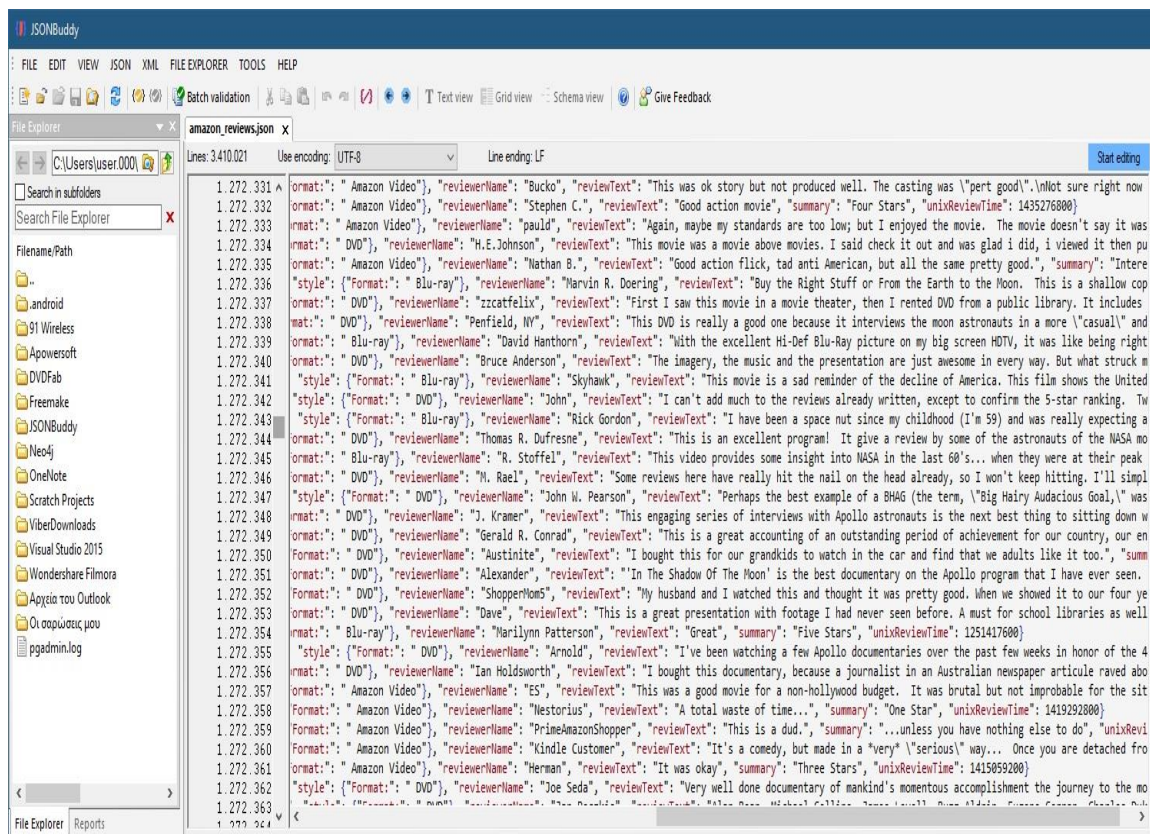 JSONBuddy
FILE EDIT VIEW JSON XML FILE EXPLORER TOOLS HELP
Batch validation Text view Grid view Schema view Give Feedback
File Explorer
amazon_reviews.json x
C:\Users\user.000\
Lines: 3.410.021 Use encoding: UTF-8 Line ending: LF Start editing
Search in subfolders
Search File Explorer
Filename/Path
..
.android
91 Wireless
Apowersoft
DVDFab
Freemake
JSONBuddy
Neo4j
OneNote
Scratch Projects
ViberDownloads
Visual Studio 2015
Wondershare Filmora
Αρχεία του Outlook
Οι σαρώσεις μου
pgadmin.log
File Explorer Reports
1.272.331 format:": " Amazon Video"}, "reviewerName": "Bucko", "reviewText": "This was ok story but not produced well. The casting was \"pert good\".\nNot sure right now
1.272.332 format:": " Amazon Video"}, "reviewerName": "Stephen C.", "reviewText": "Good action movie", "summary": "Four Stars", "unixReviewTime": 1435276800}
1.272.333 rmat:": " Amazon Video"}, "reviewerName": "pauld", "reviewText": "Again, maybe my standards are too low; but I enjoyed the movie.  The movie doesn't say it was
1.272.334 ormat:": " DVD"}, "reviewerName": "H.E.Johnson", "reviewText": "This movie was a movie above movies. I said check it out and was glad i did, i viewed it then pu
1.272.335 format:": " Amazon Video"}, "reviewerName": "Nathan B.", "reviewText": "Good action flick, tad anti American, but all the same pretty good.", "summary": "Intere
1.272.336 "style": {"Format:": " Blu-ray"}, "reviewerName": "Marvin R. Doering", "reviewText": "Buy the Right Stuff or From the Earth to the Moon.  This is a shallow cop
1.272.337 format:": " DVD"}, "reviewerName": "zzcatfelix", "reviewText": "First I saw this movie in a movie theater, then I rented DVD from a public library. It includes
1.272.338 mat:": " DVD"}, "reviewerName": "Penfield, NY", "reviewText": "This DVD is really a good one because it interviews the moon astronauts in a more \"casual\" and
1.272.339 format:": " Blu-ray"}, "reviewerName": "David Hanthorn", "reviewText": "With the excellent Hi-Def Blu-Ray picture on my big screen HDTV, it was like being right
1.272.340 format:": " DVD"}, "reviewerName": "Bruce Anderson", "reviewText": "The imagery, the music and the presentation are just awesome in every way. But what struck m
1.272.341 "style": {"Format:": " Blu-ray"}, "reviewerName": "Skyhawk", "reviewText": "This movie is a sad reminder of the decline of America. This film shows the United
1.272.342 "style": {"Format:": " DVD"}, "reviewerName": "John", "reviewText": "I can't add much to the reviews already written, except to confirm the 5-star ranking.  Tw
1.272.343 "style": {"Format:": " Blu-ray"}, "reviewerName": "Rick Gordon", "reviewText": "I have been a space nut since my childhood (I'm 59) and was really expecting a
1.272.344 ormat:": " DVD"}, "reviewerName": "Thomas R. Dufresne", "reviewText": "This is an excellent program!  It give a review by some of the astronauts of the NASA mo
1.272.345 format:": " Blu-ray"}, "reviewerName": "R. Stoffel", "reviewText": "This video provides some insight into NASA in the last 60's... when they were at their peak
1.272.346 ormat:": " DVD"}, "reviewerName": "M. Rael", "reviewText": "Some reviews here have really hit the nail on the head already, so I won't keep hitting. I'll simpl
1.272.347 "style": {"Format:": " DVD"}, "reviewerName": "John W. Pearson", "reviewText": "Perhaps the best example of a BHAG (the term, \"Big Hairy Audacious Goal,\" was
1.272.348 ormat:": " DVD"}, "reviewerName": "J. Kramer", "reviewText": "This engaging series of interviews with Apollo astronauts is the next best thing to sitting down w
1.272.349 format:": " DVD"}, "reviewerName": "Gerald R. Conrad", "reviewText": "This is a great accounting of an outstanding period of achievement for our country, our en
1.272.350 Format:": " DVD"}, "reviewerName": "Austinite", "reviewText": "I bought this for our grandkids to watch in the car and find that we adults like it too.", "summ
1.272.351 format:": " DVD"}, "reviewerName": "Alexander", "reviewText": "'In The Shadow Of The Moon' is the best documentary on the Apollo program that I have ever seen.
1.272.352 Format:": " DVD"}, "reviewerName": "ShopperMom5", "reviewText": "My husband and I watched this and thought it was pretty good. When we showed it to our four ye
1.272.353 format:": " DVD"}, "reviewerName": "Dave", "reviewText": "This is a great presentation with footage I had never seen before. A must for school libraries as well
1.272.354 rmat:": " Blu-ray"}, "reviewerName": "Marilynn Patterson", "reviewText": "Great", "summary": "Five Stars", "unixReviewTime": 1251417600}
1.272.355 "style": {"Format:": " DVD"}, "reviewerName": "Arnold", "reviewText": "I've been watching a few Apollo documentaries over the past few weeks in honor of the 4
1.272.356 rmat:": " DVD"}, "reviewerName": "Ian Holdsworth", "reviewText": "I bought this documentary, because a journalist in an Australian newspaper articule raved abo
1.272.357 format:": " Amazon Video"}, "reviewerName": "ES", "reviewText": "This was a good movie for a non-hollywood budget.  It was brutal but not improbable for the sit
1.272.358 Format:": " Amazon Video"}, "reviewerName": "Nestorius", "reviewText": "A total waste of time...", "summary": "One Star", "unixReviewTime": 1419292800}
1.272.359 Format:": " Amazon Video"}, "reviewerName": "PrimeAmazonShopper", "reviewText": "This is a dud.", "summary": "...unless you have nothing else to do", "unixRevi
1.272.360 Format:": " Amazon Video"}, "reviewerName": "Kindle Customer", "reviewText": "It's a comedy, but made in a *very* \"serious\" way...  Once you are detached fro
1.272.361 ormat:": " Amazon Video"}, "reviewerName": "Herman", "reviewText": "It was okay", "summary": "Three Stars", "unixReviewTime": 1415059200}
1.272.362 "style": {"Format:": " DVD"}, "reviewerName": "Joe Seda", "reviewText": "Very well done documentary of mankind's momentous accomplishment the journey to the mo
1.272.363
1.272.364